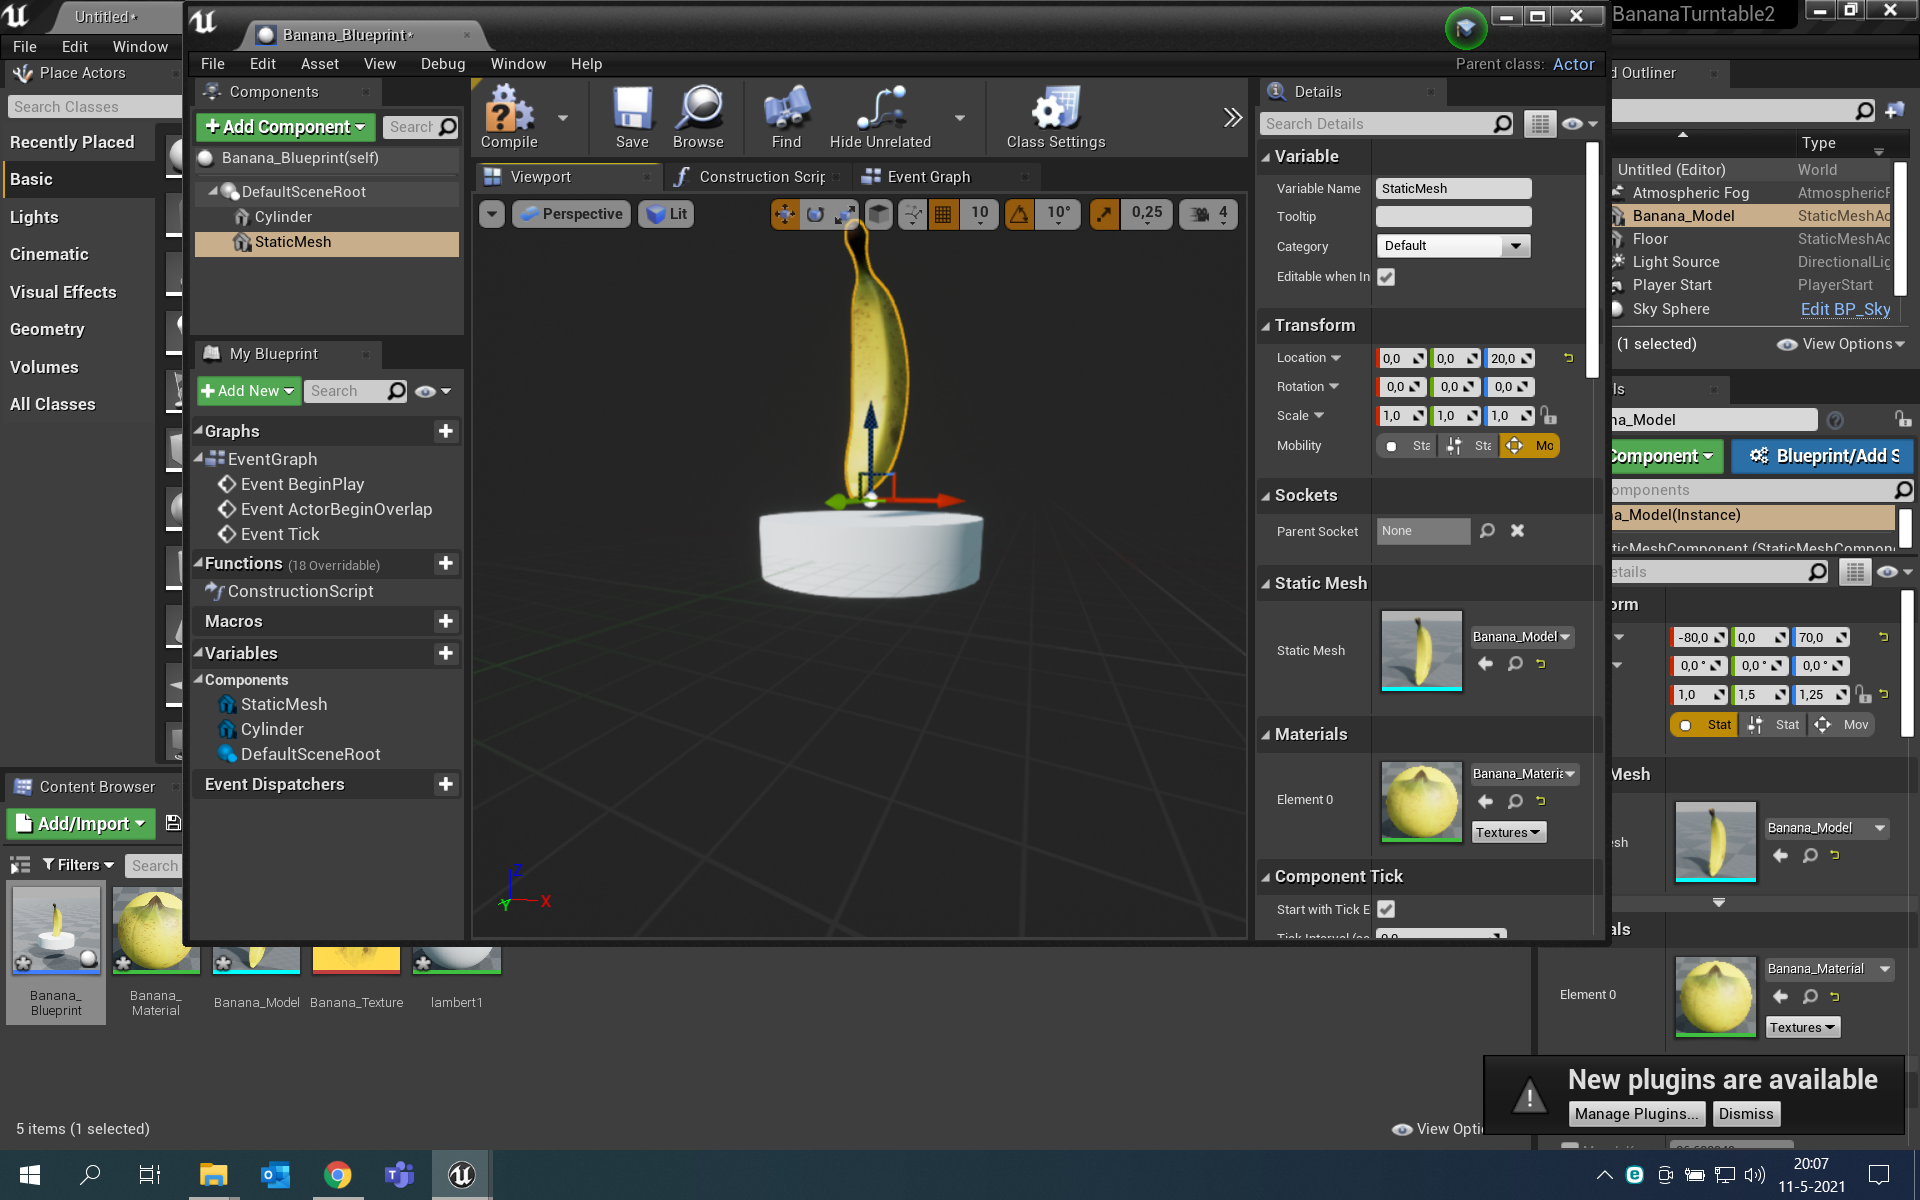 Untitled*
Banana_Blueprint*
BananaTurntable2
File
Edit
Window
File
Edit
Asset
View
Debug
Window
Help
Parent class: Actor
Place Actors
Search Classes
Recently Placed
Basic
Lights
Cinematic
Visual Effects
Geometry
Volumes
All Classes
Components
Add Component
Search
Banana_Blueprint(self)
DefaultSceneRoot
Cylinder
StaticMesh
My Blueprint
Add New
Search
Graphs
EventGraph
Event BeginPlay
Event ActorBeginOverlap
Event Tick
Functions (18 Overridable)
ConstructionScript
Macros
Variables
Components
StaticMesh
Cylinder
DefaultSceneRoot
Event Dispatchers
Compile
Save
Browse
Find
Hide Unrelated
Class Settings
Viewport
Construction Scrip
Event Graph
Perspective
Lit
10
10°
0,25
4
Z
X
Y
Details
Search Details
Variable
Variable Name
StaticMesh
Tooltip
Category
Default
Editable when In
Transform
Location
0,0
0,0
20,0
Rotation
0,0
0,0
0,0
Scale
1,0
1,0
1,0
Mobility
Sta
Sta
Mo
Sockets
Parent Socket
None
Static Mesh
Static Mesh
Banana_Model
Materials
Element 0
Banana_Materia
Textures
Component Tick
Start with Tick E
d Outliner
Type
Untitled (Editor)
World
Atmospheric Fog
AtmosphericF
Banana_Model
StaticMeshAc
Floor
StaticMeshAc
Light Source
DirectionalLig
Player Start
PlayerStart
Sky Sphere
Edit BP_Sky
(1 selected)
View Options
ls
na_Model
Component
Blueprint/Add S
omponents
na_Model(Instance)
ticMeshComponent (StaticMeshCompon
etails
orm
-80,0
0,0
70,0
0,0 °
0,0 °
0,0 °
1,0
1,5
1,25
Stat
Stat
Mov
Mesh
esh
Banana_Model
als
Element 0
Banana_Material
Textures
Content Browser
Add/Import
Filters
Search
Banana_
Blueprint
Banana_
Material
Banana_Model
Banana_Texture
lambert1
5 items (1 selected)
View Opti
New plugins are available
Manage Plugins...
Dismiss
20:07
11-5-2021